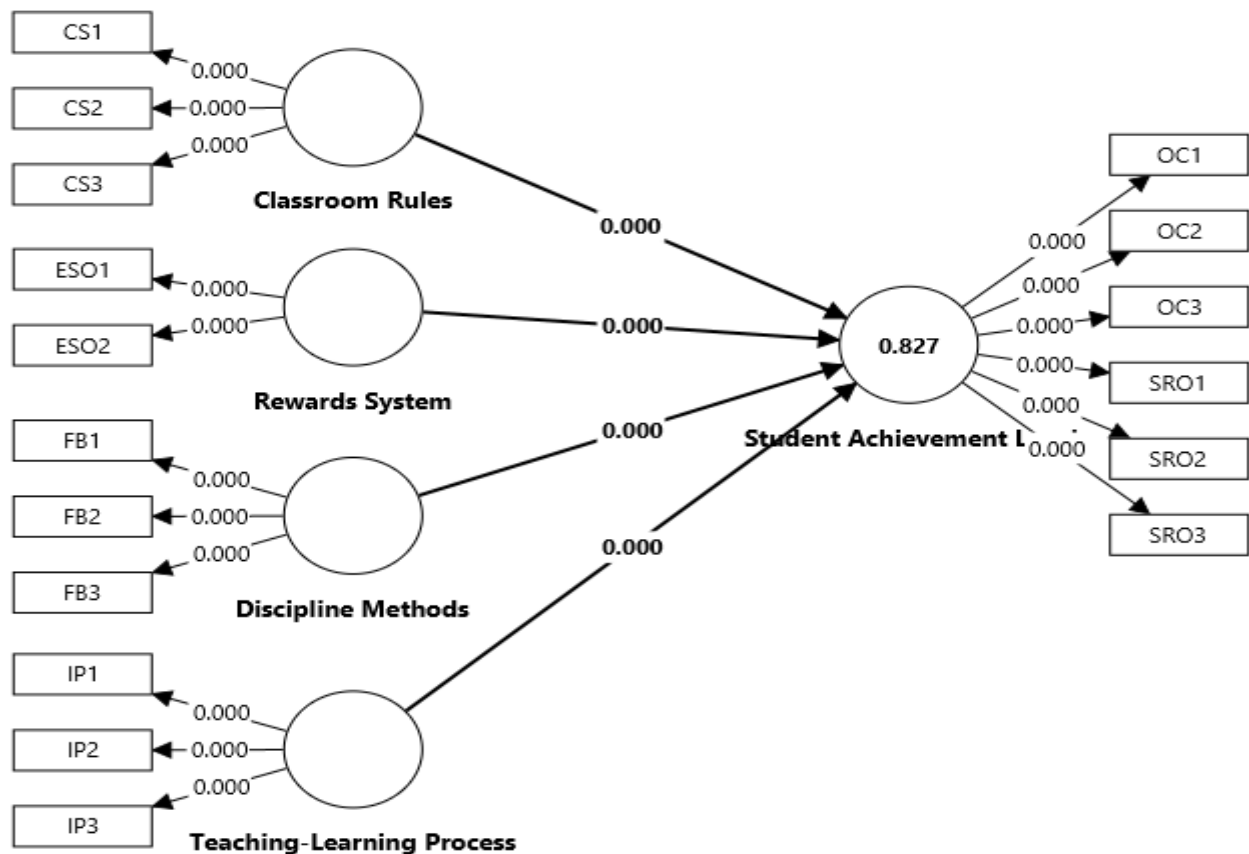 CS1
0.000
CS2
0.000
0.000
CS3
Classroom Rules
0.000
ESO1
0.000
0.000
ESO2
Rewards System
0.000
FB1
0.000
FB2
0.000
0.000
FB3
Discipline Methods
0.000
IP1
0.000
IP2
0.000
0.000
IP3
Teaching-Learning Process
0.000
0.827
Student Achievement
OC1
0.000
OC2
0.000
OC3
0.000
0.000
SRO1
0.000
SRO2
0.000
SRO3